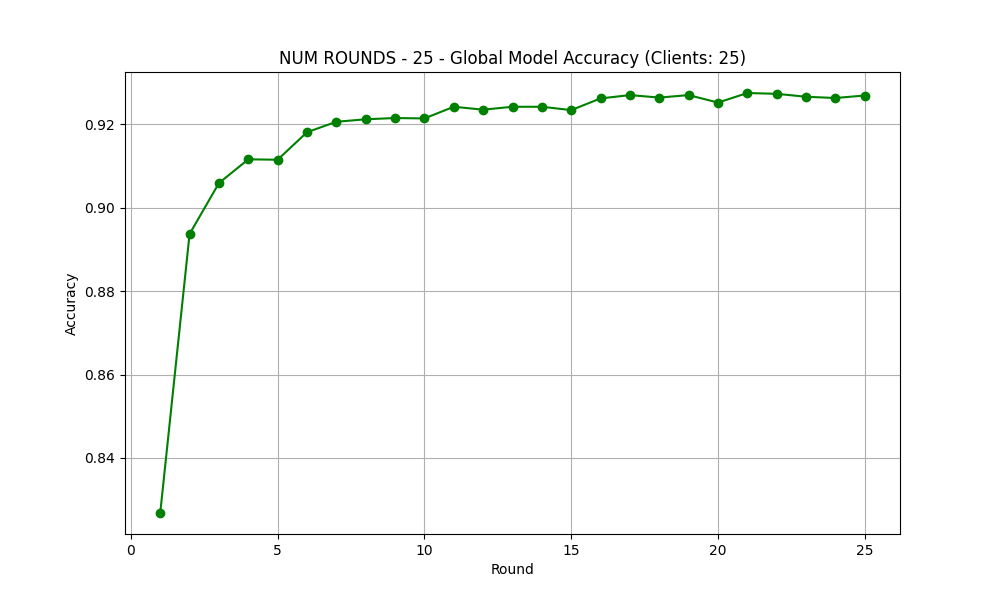 NUM ROUNDS - 25 - Global Model Accuracy (Clients: 25)
0.92
0.90
0.88
0.86
0.84
Accuracy
0 5 10 15 20 25
Round